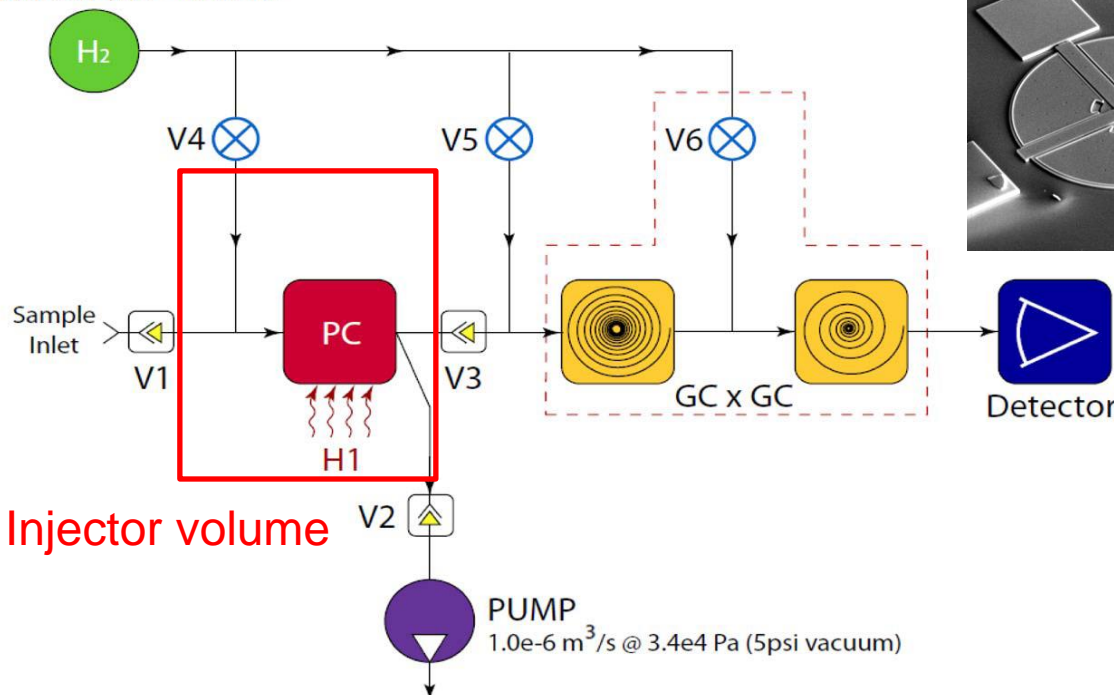 H₂
V4
V5
V6
Sample
Inlet
V1
PC
V3
GC x GC
Detector
H1
V2
Injector volume
PUMP
1.0e-6 m³/s @ 3.4e4 Pa (5psi vacuum)